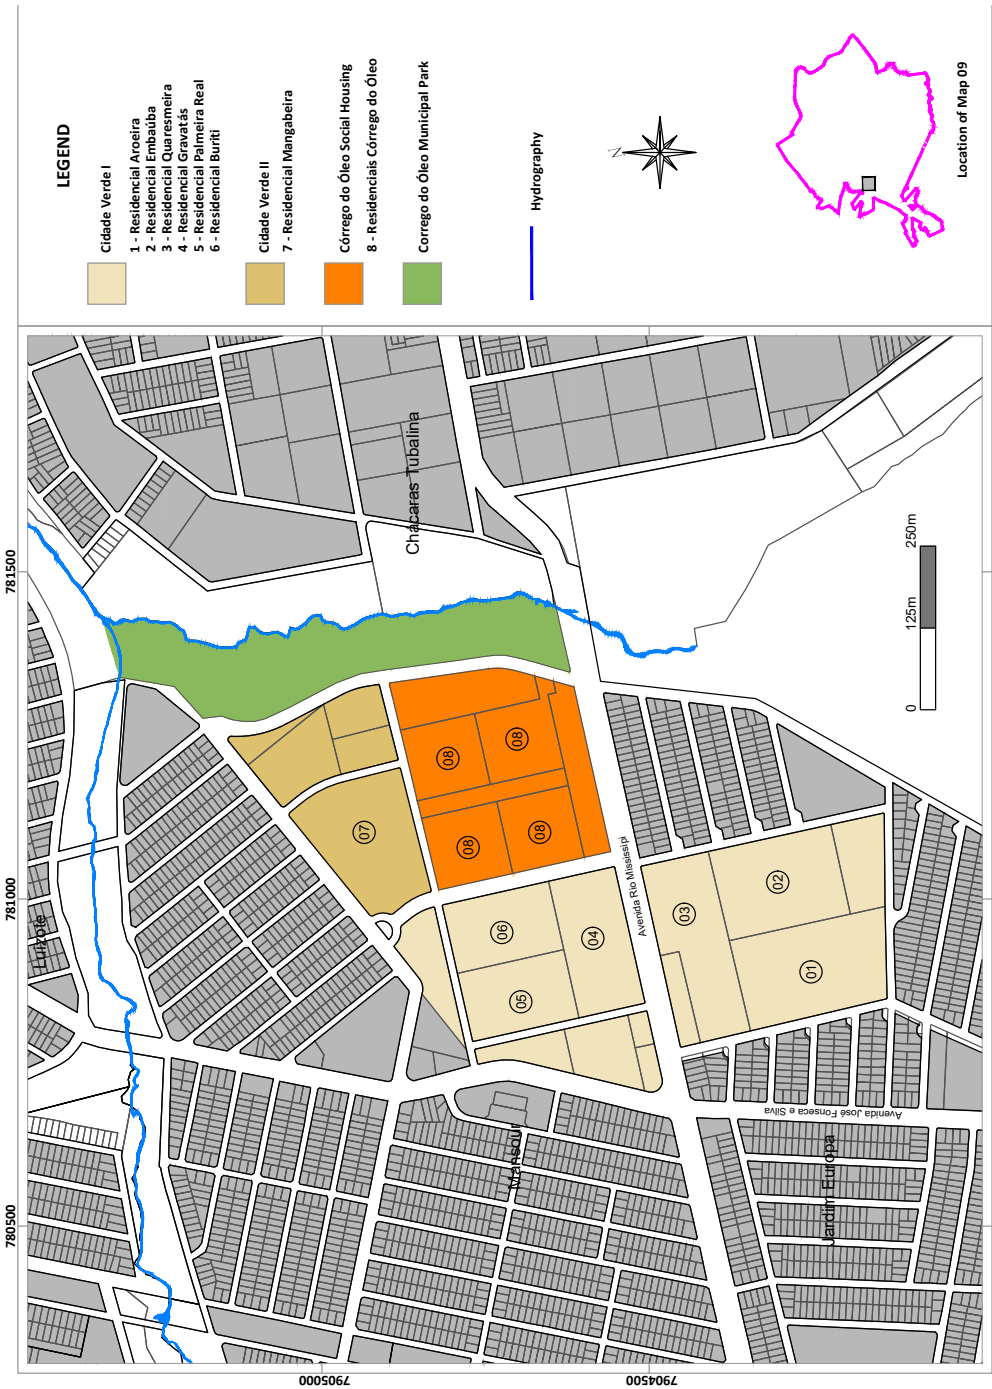 LEGEND
Cidade Verde I
1 - Residencial Aroeira
2 - Residencial Embaúba
3 - Residencial Quaresmeira
4 - Residencial Gravatás
5 - Residencial Palmeira Real
6 - Residencial Buriti
Cidade Verde II
7 - Residencial Mangabeira
Córrego do Óleo Social Housing
8 - Residenciais Córrego do Óleo
Corrego do Óleo Municipal Park
Hydrography
N
Location of Map 09
781500
781000
780500
7905000
7904500
Chácaras Tubalina
Luizote
Mansour
Jardim Europa
Avenida Rio Mississipi
Avenida José Fonseca e Silva
07
08
08
08
08
06
05
04
03
02
01
0
125m
250m